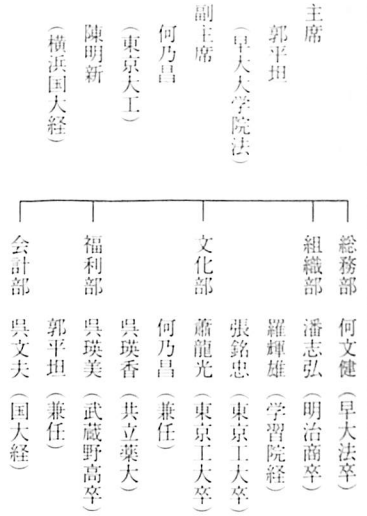 主席
郭平坦
(早大大学院法)
副主席
何乃昌
(東京大工)
陳明新
(横浜国大経)
総務部 何文健 (早大法卒)
組織部 潘志弘 (明治商卒)
羅輝雄 (学習院経)
張銘忠 (東京工大卒)
文化部 蕭龍光 (東京工大卒)
何乃昌 (兼任)
呉瑛香 (共立薬大)
福利部 呉瑛美 (武蔵野高卒)
郭平坦 (兼任)
会計部 呉文夫 (国大経)